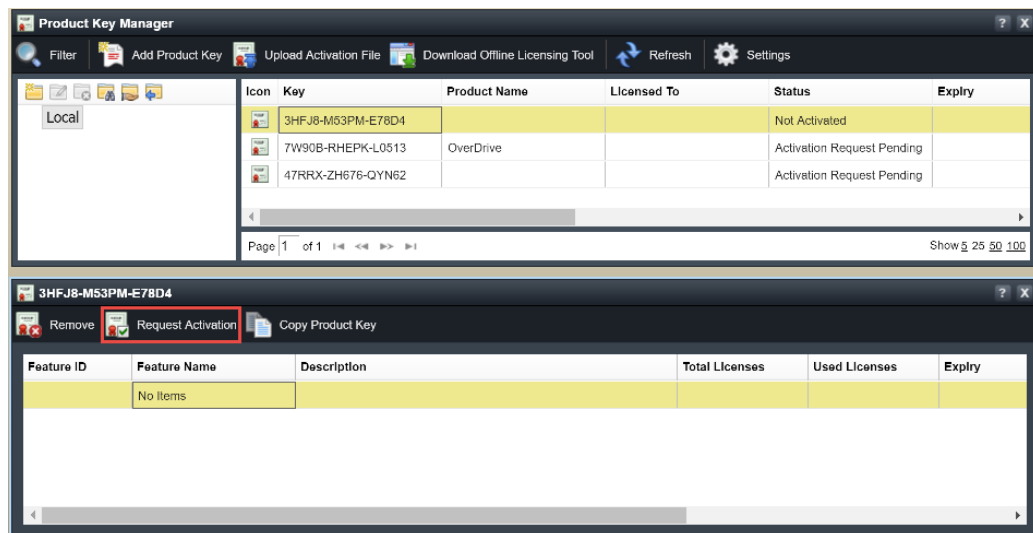 Product Key Manager ? X
Filter Add Product Key Upload Activation File Download Offline Licensing Tool Refresh Settings
Local
Icon Key Product Name Licensed To Status Expiry
3HFJ8-M53PM-E78D4 Not Activated
7W90B-RHEPK-L0513 OverDrive Activation Request Pending
47RRX-ZH676-QYN62 Activation Request Pending
Page 1 of 1 Show 5 25 50 100
3HFJ8-M53PM-E78D4 ? X
Remove Request Activation Copy Product Key
Feature ID Feature Name Description Total Licenses Used Licenses Expiry
No Items